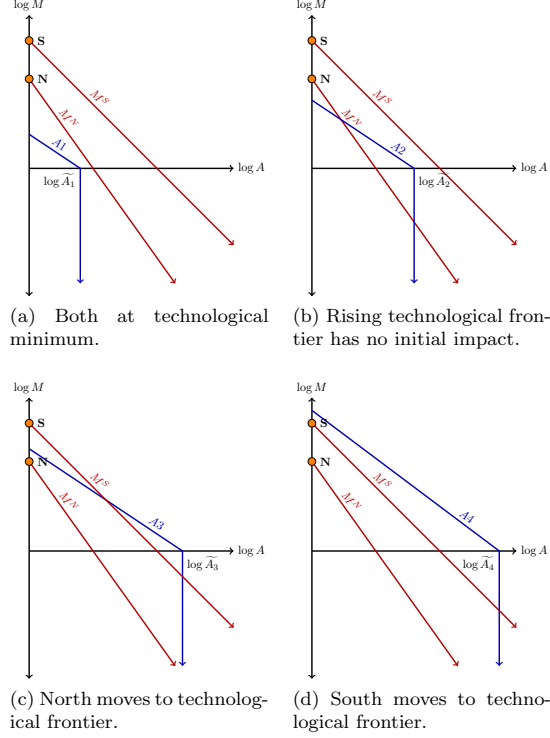 log M
S
N
M^S
M^N
A1
log A
log Ã₁
(a) Both at technological
minimum.
log M
S
N
M^S
M^N
A2
log A
log Ã₂
(b) Rising technological fron-
tier has no initial impact.
log M
S
N
M^S
M^N
A3
log A
log Ã₃
(c) North moves to technolog-
ical frontier.
log M
S
N
M^S
M^N
A4
log A
log Ã₄
(d) South moves to techno-
logical frontier.